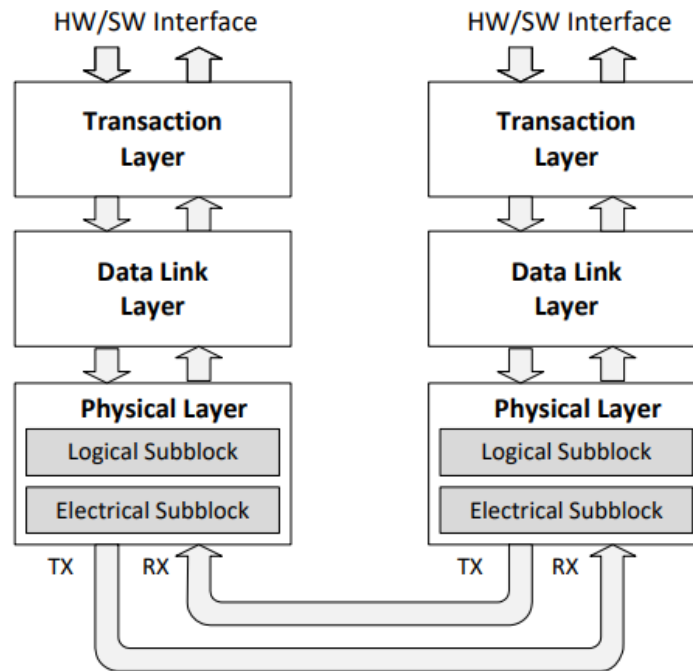 HW/SW Interface
Transaction
Layer
Data Link
Layer
Physical Layer
Logical Subblock
Electrical Subblock
TX RX
HW/SW Interface
Transaction
Layer
Data Link
Layer
Physical Layer
Logical Subblock
Electrical Subblock
TX RX